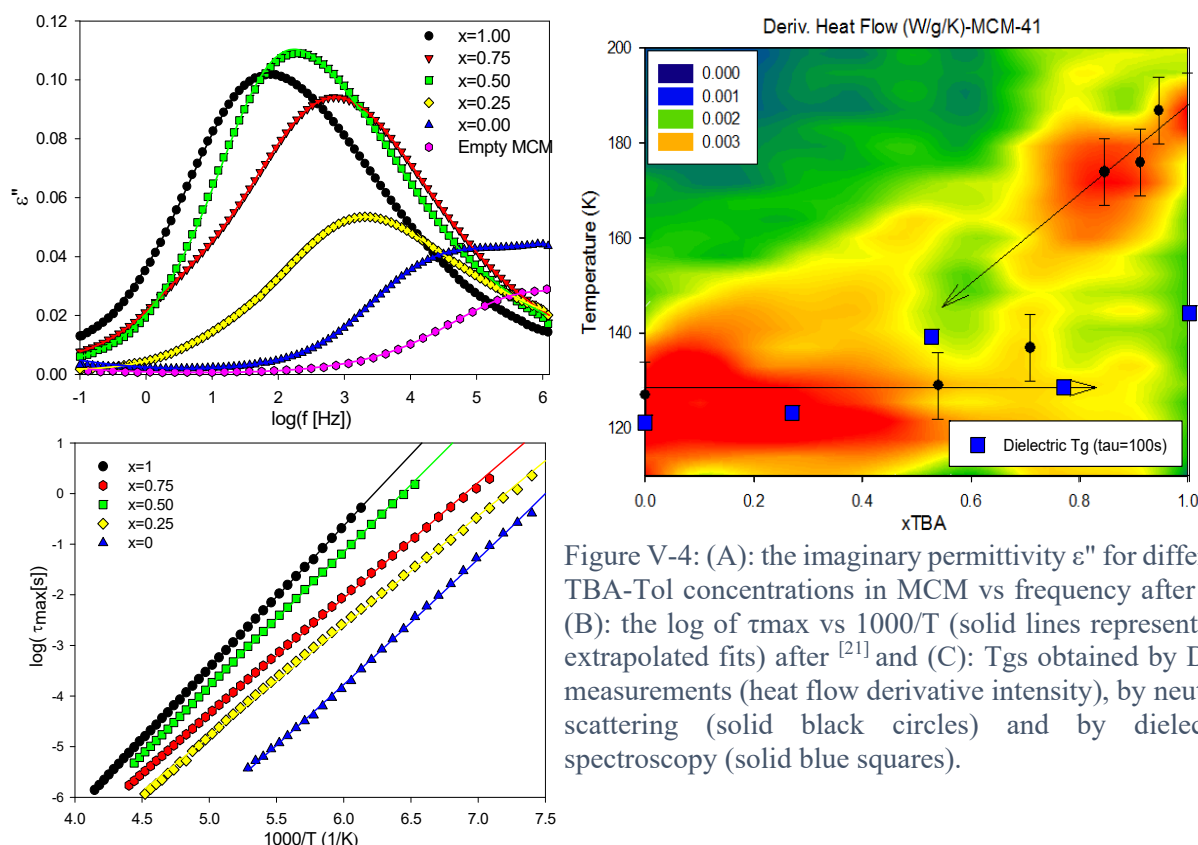 0.12
0.10
0.08
0.06
0.04
0.02
0.00
ε''
x=1.00
x=0.75
x=0.50
x=0.25
x=0.00
Empty MCM
-1 0 1 2 3 4 5 6
log(f [Hz])
1
0
-1
-2
-3
-4
-5
-6
log( τmax[s])
x=1
x=0.75
x=0.50
x=0.25
x=0
4.0 4.5 5.0 5.5 6.0 6.5 7.0 7.5
1000/T (1/K)
Deriv. Heat Flow (W/g/K)-MCM-41
200
180
160
140
120
Temperature (K)
0.000
0.001
0.002
0.003
Dielectric Tg (tau=100s)
0.0 0.2 0.4 0.6 0.8 1.0
xTBA
Figure V-4: (A): the imaginary permittivity ε" for differ
TBA-Tol concentrations in MCM vs frequency after
(B): the log of τmax vs 1000/T (solid lines represent
extrapolated fits) after [21] and (C): Tgs obtained by D
measurements (heat flow derivative intensity), by neut
scattering (solid black circles) and by dielec
spectroscopy (solid blue squares).